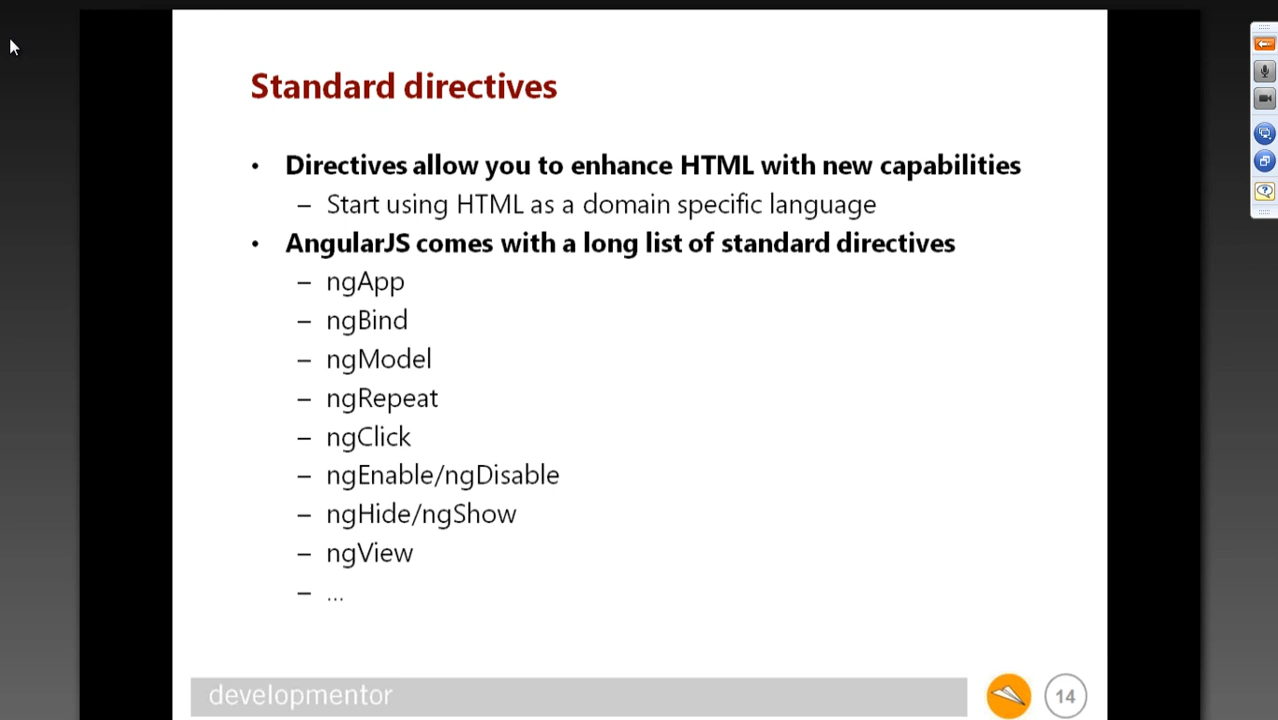 Standard directives
• Directives allow you to enhance HTML with new capabilities
– Start using HTML as a domain specific language
• AngularJS comes with a long list of standard directives
– ngApp
– ngBind
– ngModel
– ngRepeat
– ngClick
– ngEnable/ngDisable
– ngHide/ngShow
– ngView
– ...
developmentor
14